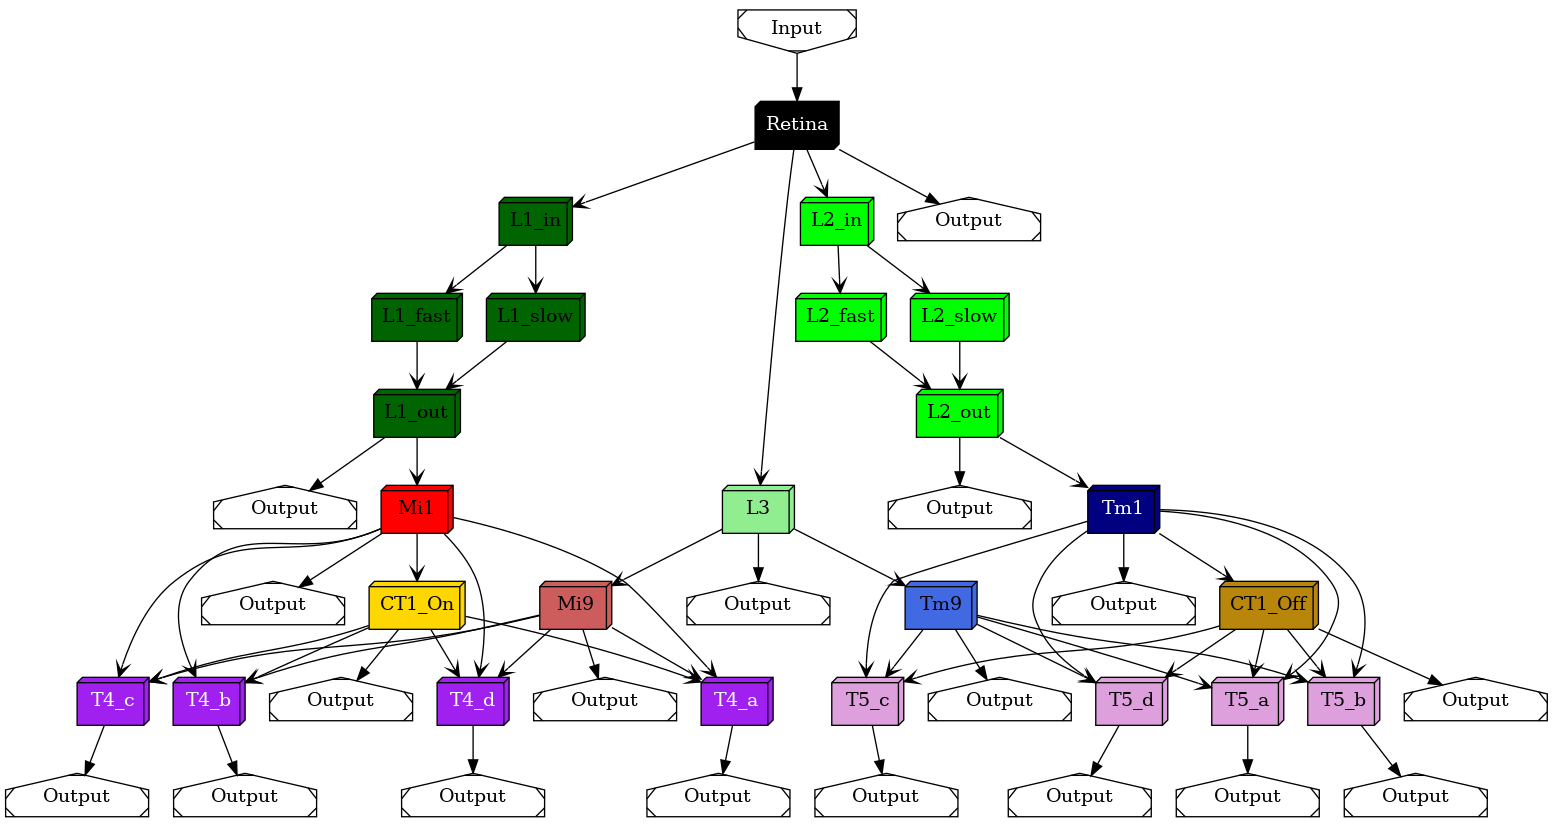 Input
Retina
L1_in
L2_in
Output
L1_fast
L1_slow
L2_fast
L2_slow
L1_out
L2_out
Output
Mi1
L3
Output
Tm1
Output
CT1_On
Mi9
Output
Tm9
Output
CT1_Off
T4_c
T4_b
Output
T4_d
Output
T4_a
T5_c
Output
T5_d
T5_a
T5_b
Output
Output
Output
Output
Output
Output
Output
Output
Output